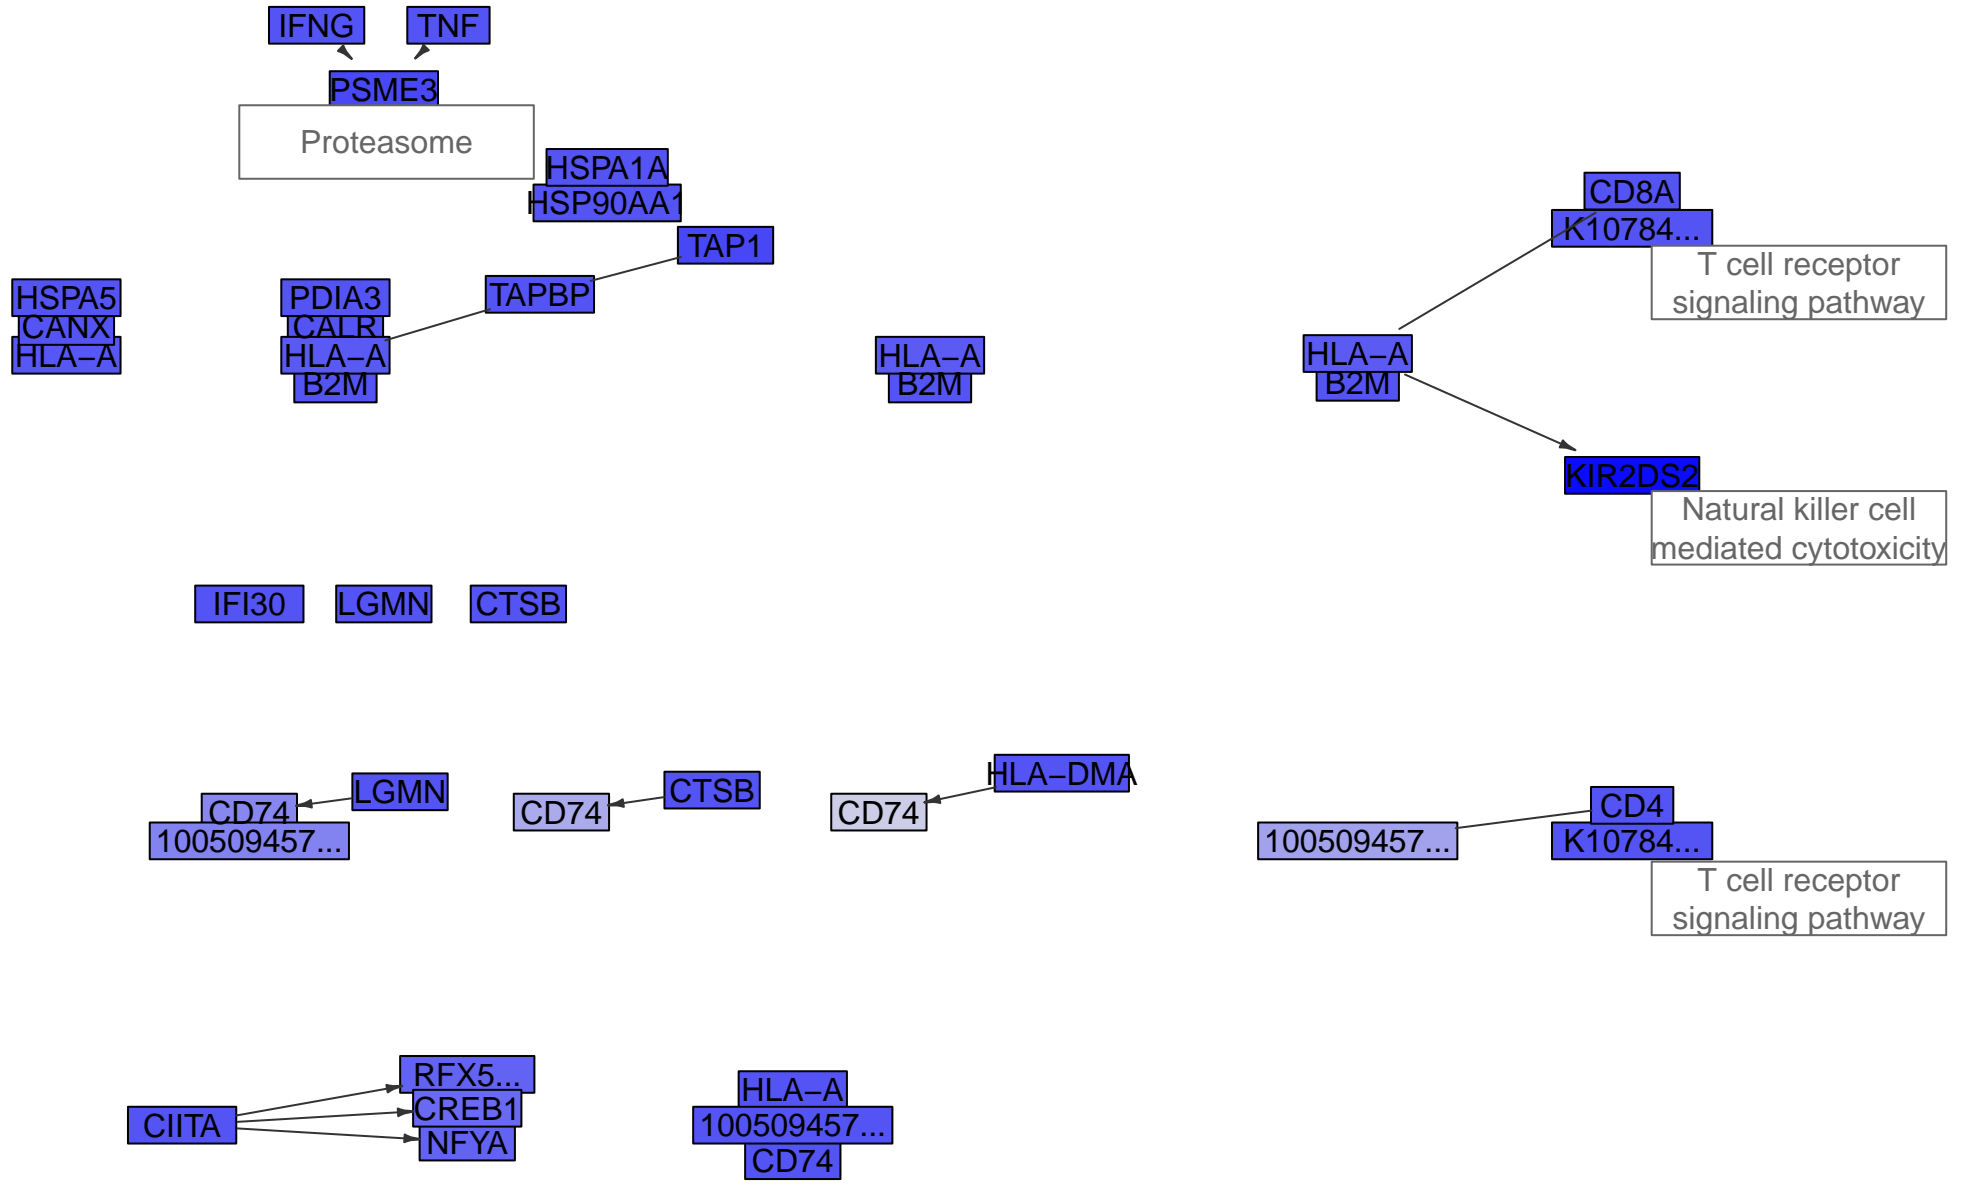 IFNG
TNF
PSME3
Proteasome
HSPA1A
HSP90AA1
TAP1
TAPBP
HSPA5
CANX
HLA−A
PDIA3
CALR
HLA−A
B2M
HLA−A
B2M
CD8A
K10784...
T cell receptor
signaling pathway
HLA−A
B2M
KIR2DS2
Natural killer cell
mediated cytotoxicity
IFI30
LGMN
CTSB
LGMN
CD74
100509457...
CTSB
CD74
HLA−DMA
CD74
CD4
100509457...
K10784...
T cell receptor
signaling pathway
CIITA
RFX5...
CREB1
NFYA
HLA−A
100509457...
CD74